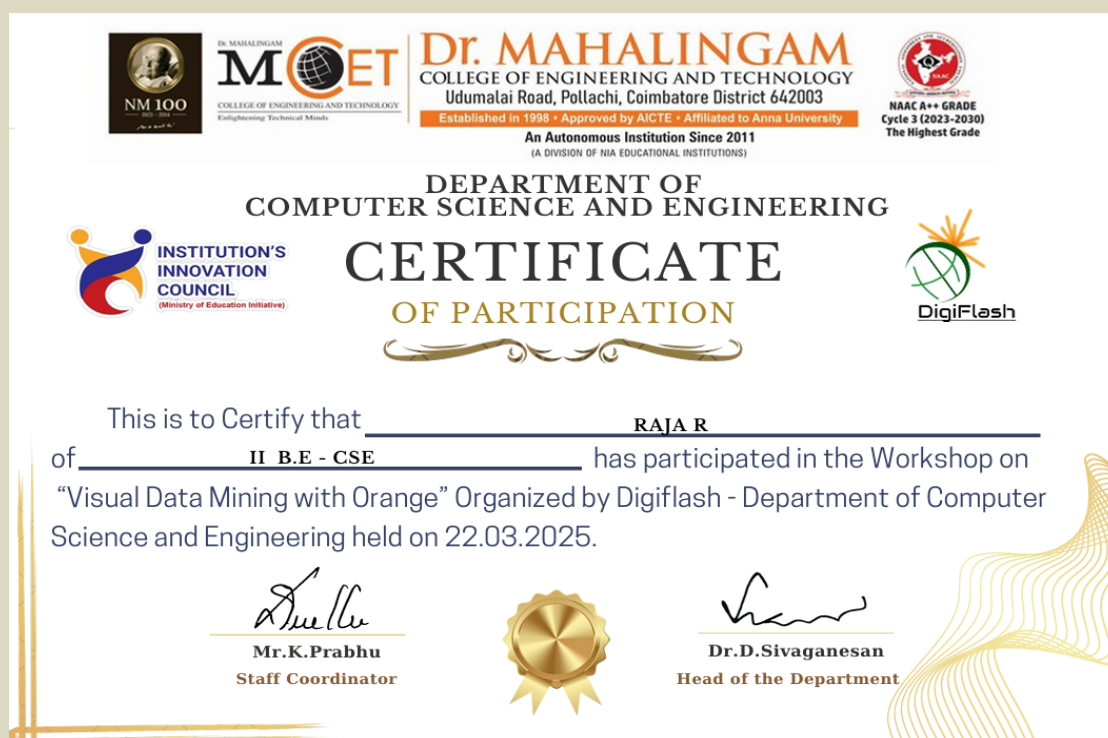 NM 100
1923 - 2014
Dr. MAHALINGAM
MCET
COLLEGE OF ENGINEERING AND TECHNOLOGY
Enlightening Technical Minds
Dr. MAHALINGAM
COLLEGE OF ENGINEERING AND TECHNOLOGY
Udumalai Road, Pollachi, Coimbatore District 642003
Established in 1998 • Approved by AICTE • Affiliated to Anna University
An Autonomous Institution Since 2011
(A DIVISION OF NIA EDUCATIONAL INSTITUTIONS)
NAAC
NAAC A++ GRADE
Cycle 3 (2023-2030)
The Highest Grade
DEPARTMENT OF
COMPUTER SCIENCE AND ENGINEERING
INSTITUTION'S
INNOVATION
COUNCIL
(Ministry of Education Initiative)
CERTIFICATE
OF PARTICIPATION
DigiFlash
This is to Certify that RAJA R
of II B.E - CSE has participated in the Workshop on
“Visual Data Mining with Orange” Organized by Digiflash - Department of Computer
Science and Engineering held on 22.03.2025.
Mr.K.Prabhu
Staff Coordinator
Dr.D.Sivaganesan
Head of the Department